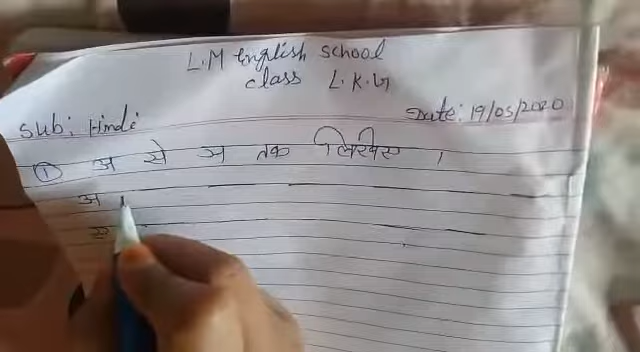 L.M English school
class L.K.G
Sub: Hindi Date: 19/05/2020
① अ से अ तक लिखिए ।
अ
ए